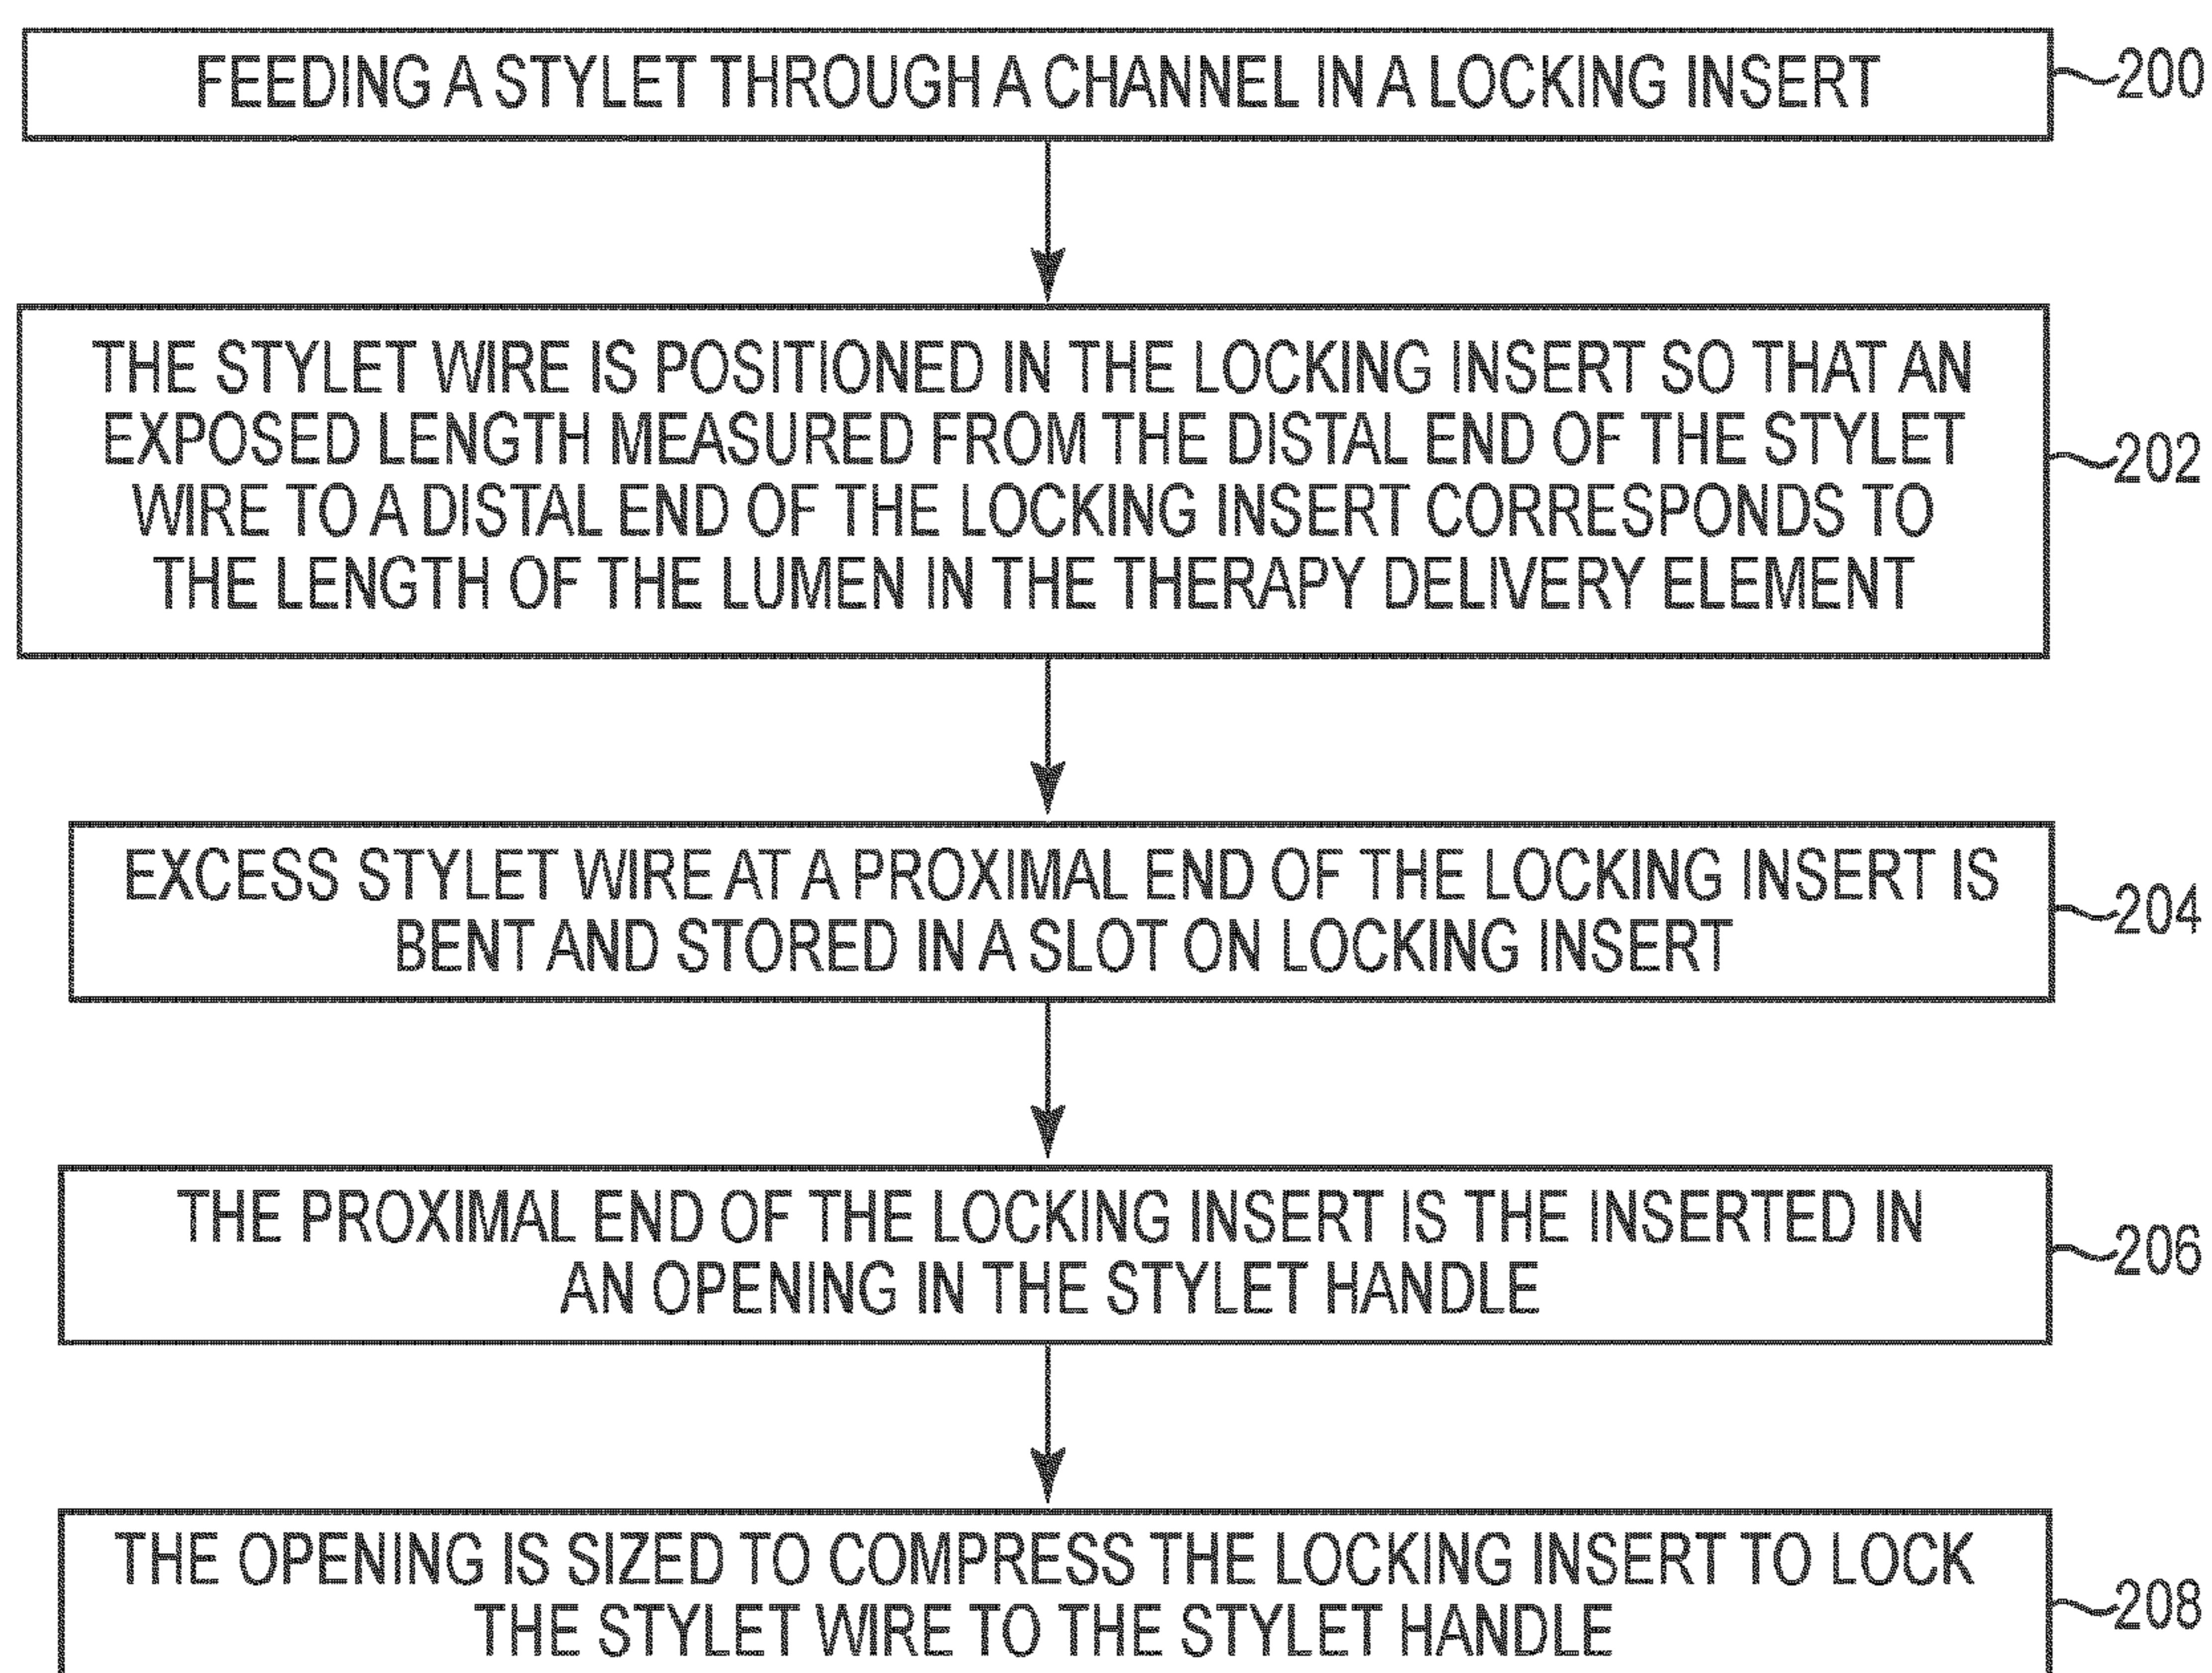 FEEDING A STYLET THROUGH A CHANNEL IN A LOCKING INSERT
200
THE STYLET WIRE IS POSITIONED IN THE LOCKING INSERT SO THAT AN
EXPOSED LENGTH MEASURED FROM THE DISTAL END OF THE STYLET
WIRE TO A DISTAL END OF THE LOCKING INSERT CORRESPONDS TO
THE LENGTH OF THE LUMEN IN THE THERAPY DELIVERY ELEMENT
202
EXCESS STYLET WIRE AT A PROXIMAL END OF THE LOCKING INSERT IS
BENT AND STORED IN A SLOT ON LOCKING INSERT
204
THE PROXIMAL END OF THE LOCKING INSERT IS THE INSERTED IN
AN OPENING IN THE STYLET HANDLE
206
THE OPENING IS SIZED TO COMPRESS THE LOCKING INSERT TO LOCK
THE STYLET WIRE TO THE STYLET HANDLE
208